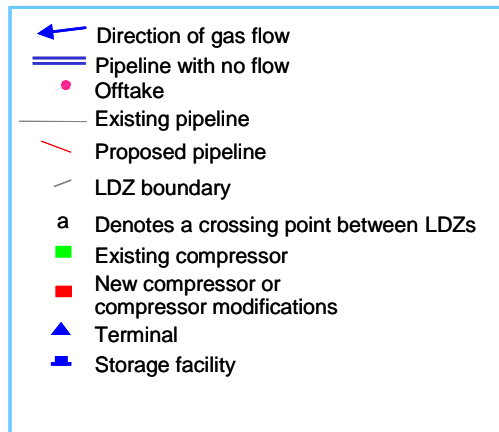 Direction of gas flow
Pipeline with no flow
Offtake
Existing pipeline
Proposed pipeline
LDZ boundary
a Denotes a crossing point between LDZs
Existing compressor
New compressor or
compressor modifications
Terminal
Storage facility